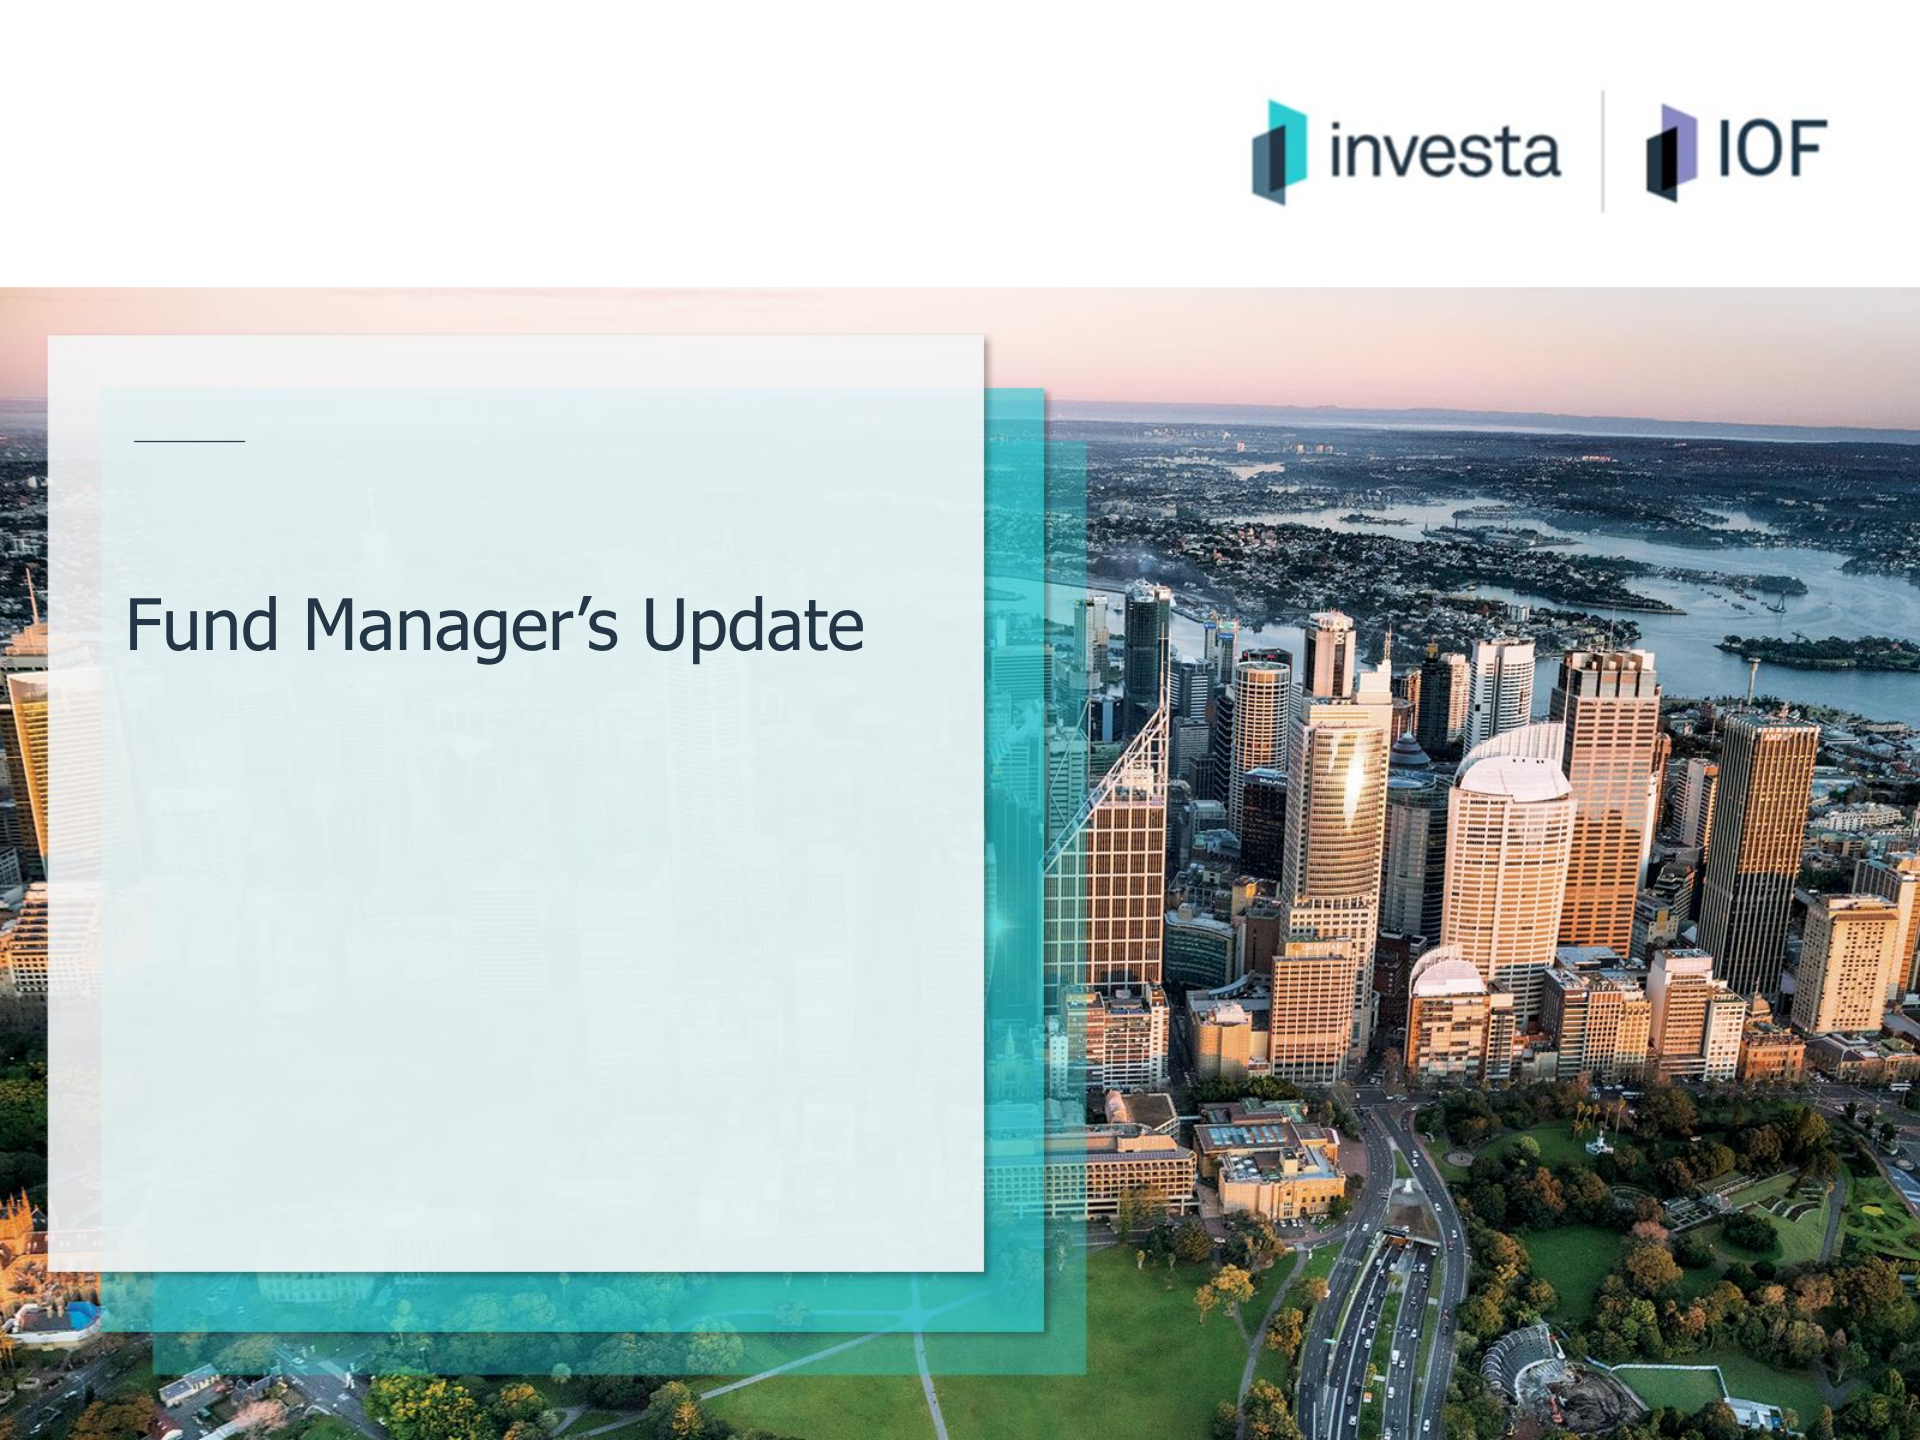 investa
IOF
Fund Manager’s Update